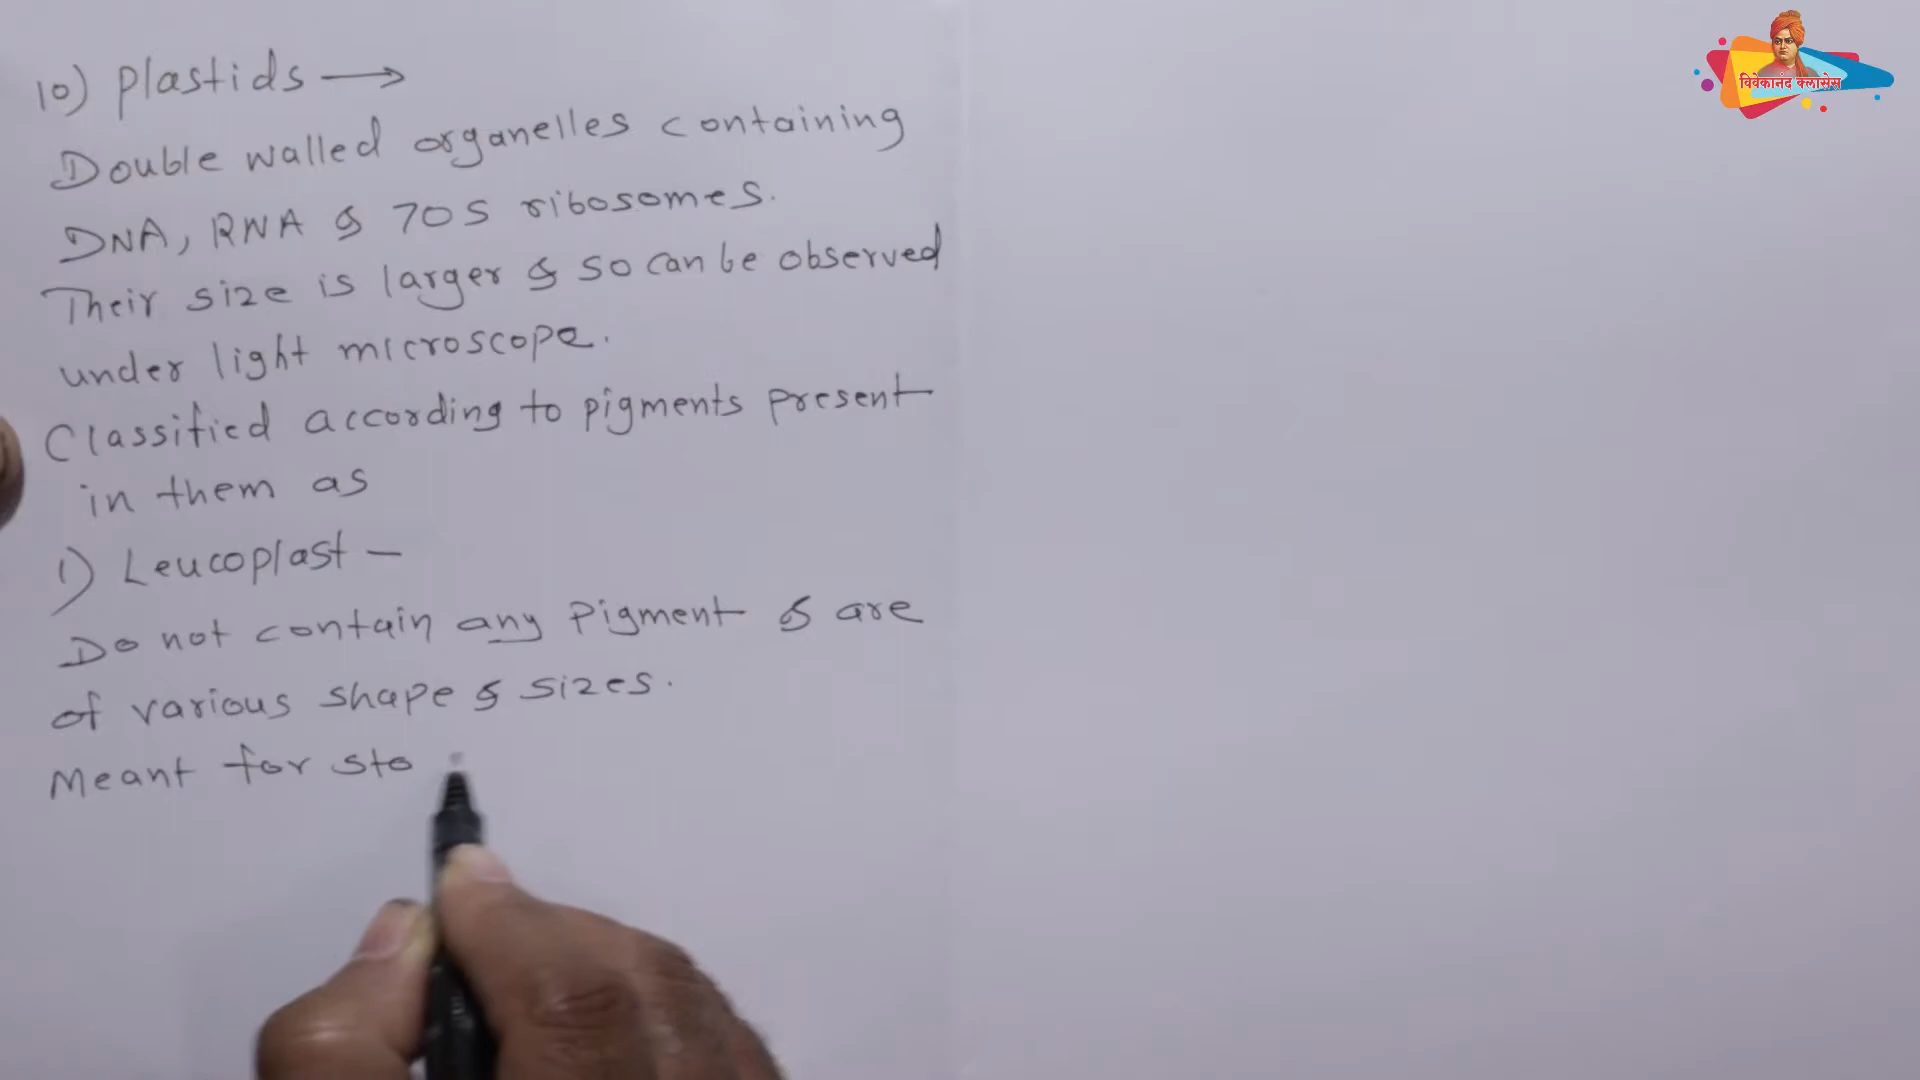 10) Plastids →
Double walled organelles containing
DNA, RNA & 70S ribosomes.
Their size is larger & so can be observed
under light microscope.
Classified according to pigments present
in them as
1) Leucoplast –
Do not contain any pigment & are
of various shape & sizes.
Meant for sto
विवेकानंद क्लासेस